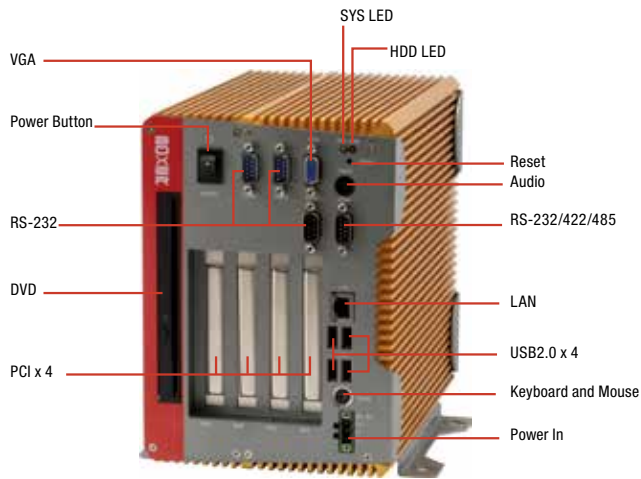 SYS LED
HDD LED
VGA
Power Button
Reset
Audio
RS-232
RS-232/422/485
DVD
LAN
USB2.0 x 4
PCI x 4
Keyboard and Mouse
Power In